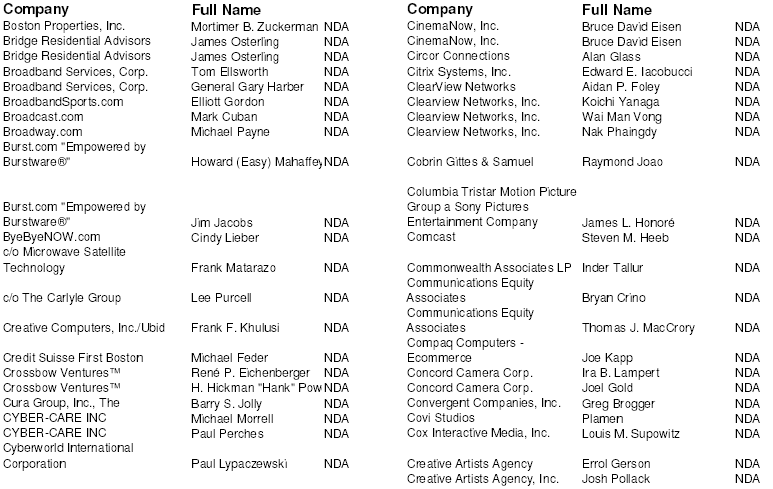 Company Full Name Company Full Name
Boston Properties, Inc. Mortimer B. Zuckerman NDA CinemaNow, Inc. Bruce David Eisen NDA
Bridge Residential Advisors James Osterling NDA CinemaNow, Inc. Bruce David Eisen NDA
Bridge Residential Advisors James Osterling NDA Circor Connections Alan Glass NDA
Broadband Services, Corp. Tom Ellsworth NDA Citrix Systems, Inc. Edward E. Iacobucci NDA
Broadband Services, Corp. General Gary Harber NDA ClearView Networks Aidan P. Foley NDA
BroadbandSports.com Elliott Gordon NDA Clearview Networks, Inc. Koichi Yanaga NDA
Broadcast.com Mark Cuban NDA Clearview Networks, Inc. Wai Man Vong NDA
Broadway.com Michael Payne NDA Clearview Networks, Inc. Nak Phaingdy NDA
Burst.com "Empowered by
Burstware®" Howard (Easy) Mahaffey NDA Cobrin Gittes & Samuel Raymond Joao NDA
Columbia Tristar Motion Picture
Burst.com "Empowered by Group a Sony Pictures
Burstware®" Jim Jacobs NDA Entertainment Company James L. Honoré NDA
ByeByeNOW.com Cindy Lieber NDA Comcast Steven M. Heeb NDA
c/o Microwave Satellite
Technology Frank Matarazo NDA Commonwealth Associates LP Inder Tallur NDA
Communications Equity
c/o The Carlyle Group Lee Purcell NDA Associates Bryan Crino NDA
Communications Equity
Creative Computers, Inc./Ubid Frank F. Khulusi NDA Associates Thomas J. MacCrory NDA
Compaq Computers -
Credit Suisse First Boston Michael Feder NDA Ecommerce Joe Kapp NDA
Crossbow Ventures™ René P. Eichenberger NDA Concord Camera Corp. Ira B. Lampert NDA
Crossbow Ventures™ H. Hickman "Hank" Pow NDA Concord Camera Corp. Joel Gold NDA
Cura Group, Inc., The Barry S. Jolly NDA Convergent Companies, Inc. Greg Brogger NDA
CYBER-CARE INC Michael Morrell NDA Covi Studios Plamen NDA
CYBER-CARE INC Paul Perches NDA Cox Interactive Media, Inc. Louis M. Supowitz NDA
Cyberworld International
Corporation Paul Lypaczewski NDA Creative Artists Agency Errol Gerson NDA
Creative Artists Agency, Inc. Josh Pollack NDA